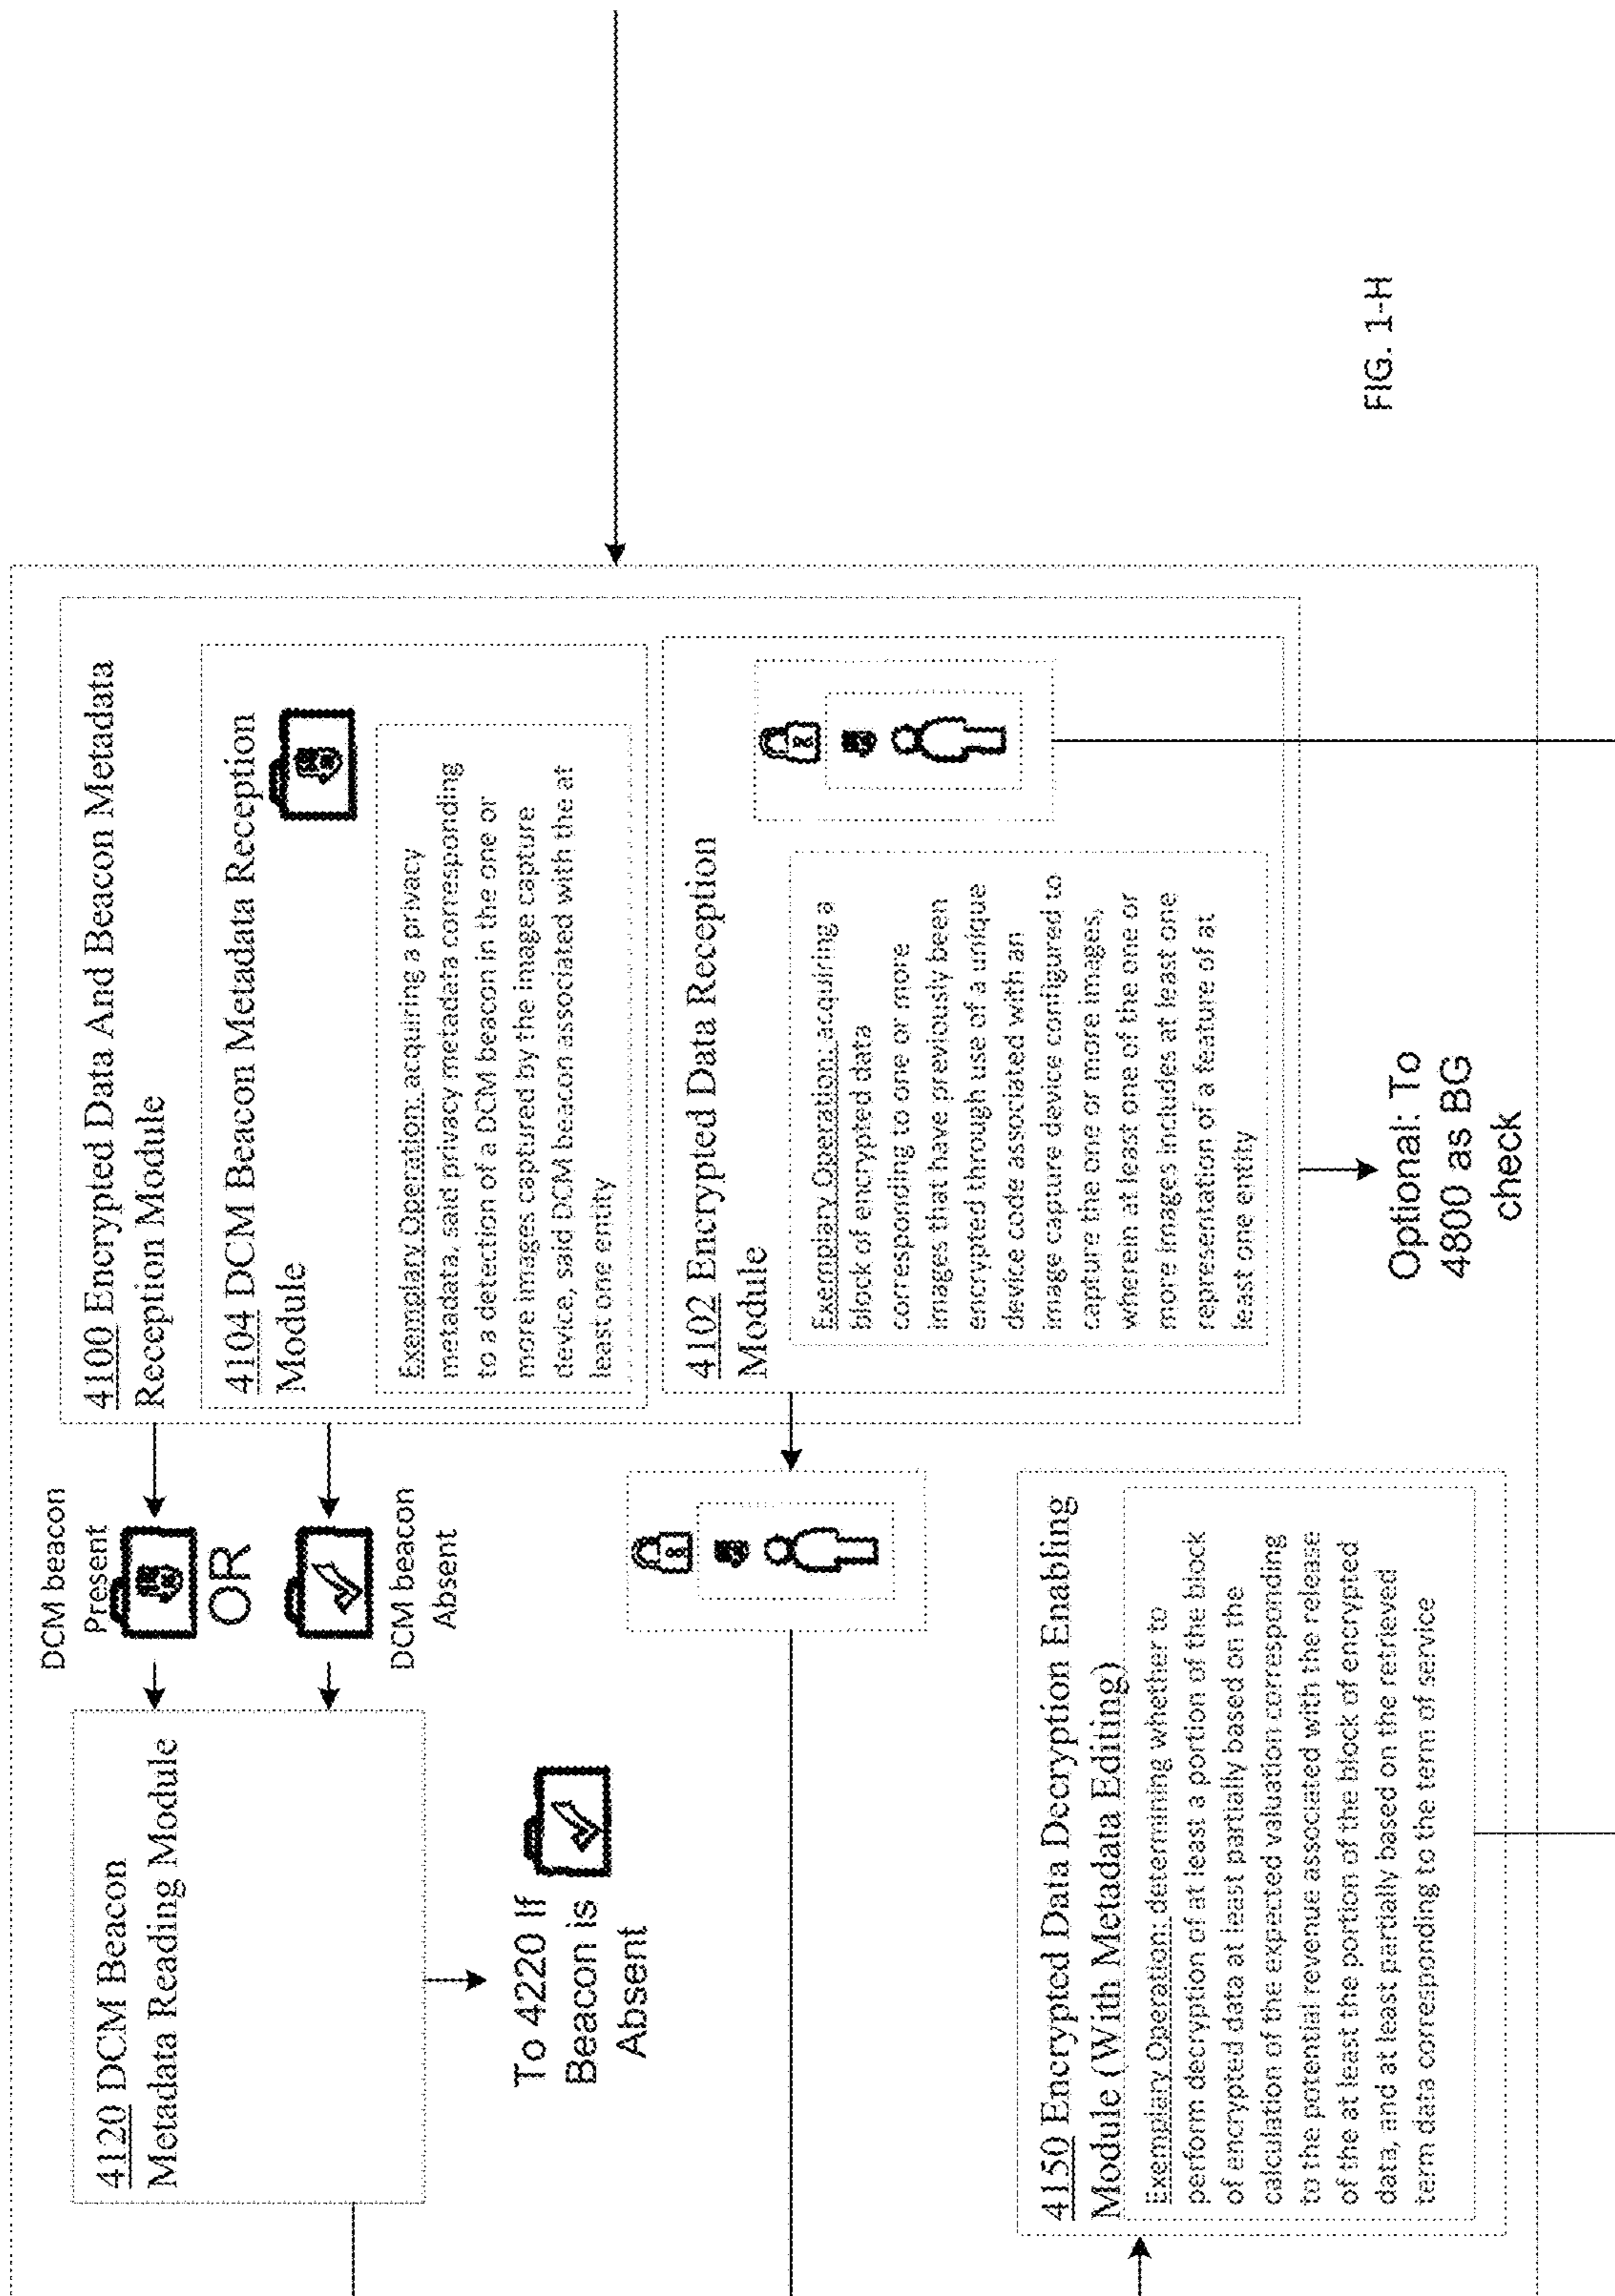 4100 Encrypted Data And Beacon Metadata
Reception Module
4104 DCM Beacon Metadata Reception
Module
Exemplary Operation: acquiring a privacy
metadata, said privacy metadata corresponding
to a detection of a DCM beacon in the one or
more images captured by the image capture
device, said DCM beacon associated with the at
least one entity
4102 Encrypted Data Reception
Module
Exemplary Operation: acquiring a
block of encrypted data
corresponding to one or more
images that have previously been
encrypted through use of a unique
device code associated with an
image capture device configured to
capture the one or more images,
wherein at least one of the one or
more images includes at least one
representation of a feature of at
least one entity
Optional: To
4800 as BG
check
DCM beacon
Present
OR
DCM beacon
Absent
4120 DCM Beacon
Metadata Reading Module
To 4220 If
Beacon is
Absent
4150 Encrypted Data Decryption Enabling
Module (With Metadata Editing)
Exemplary Operation: determining whether to
perform decryption of at least a portion of the block
of encrypted data at least partially based on the
calculation of the expected valuation corresponding
to the potential revenue associated with the release
of the at least the portion of the block of encrypted
data, and at least partially based on the retrieved
term data corresponding to the term of service
FIG. 1-H